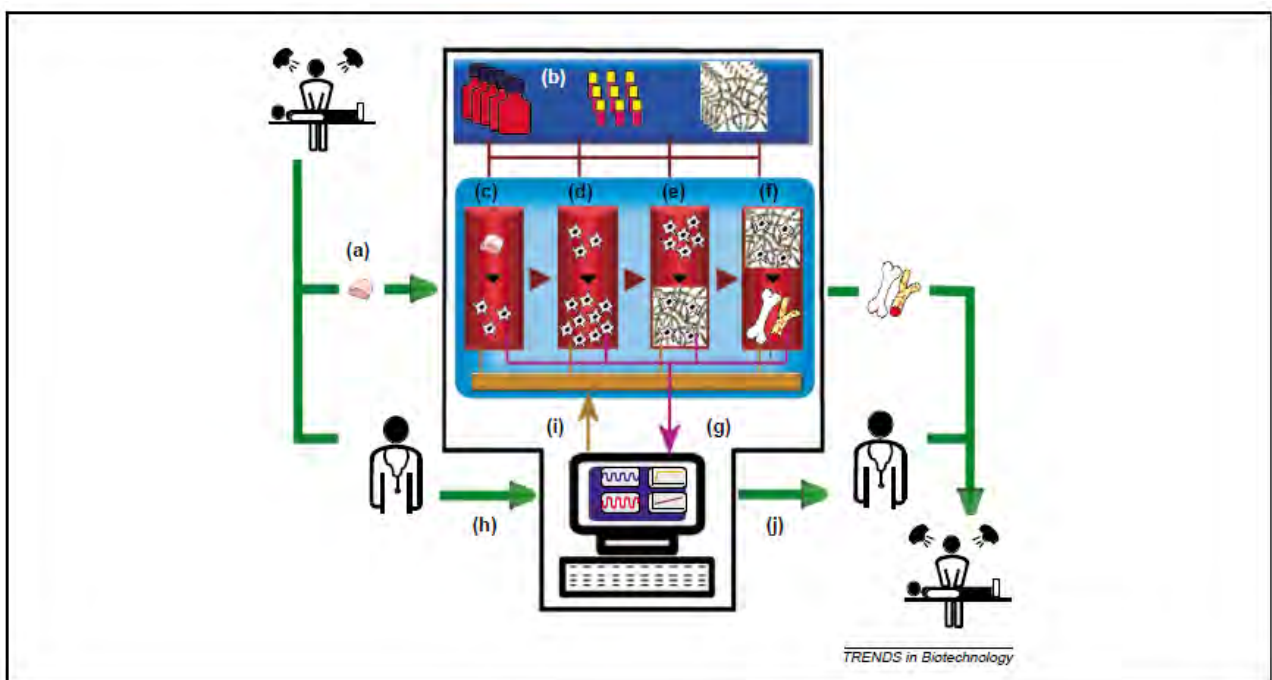 (b)
(c)
(d)
(e)
(f)
(a)
(i)
(g)
(h)
(j)
TRENDS in Biotechnology